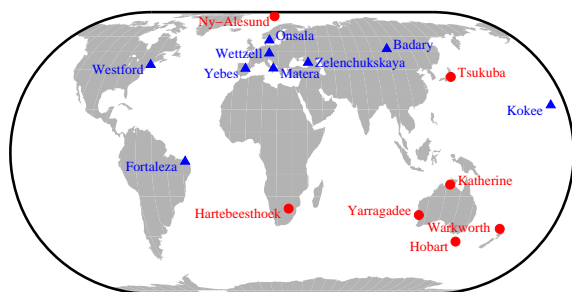 Ny−Alesund
Onsala
Badary
Wettzell
Zelenchukskaya
Westford
Yebes
Matera
Tsukuba
Kokee
Fortaleza
Katherine
Hartebeesthoek
Yarragadee
Warkworth
Hobart